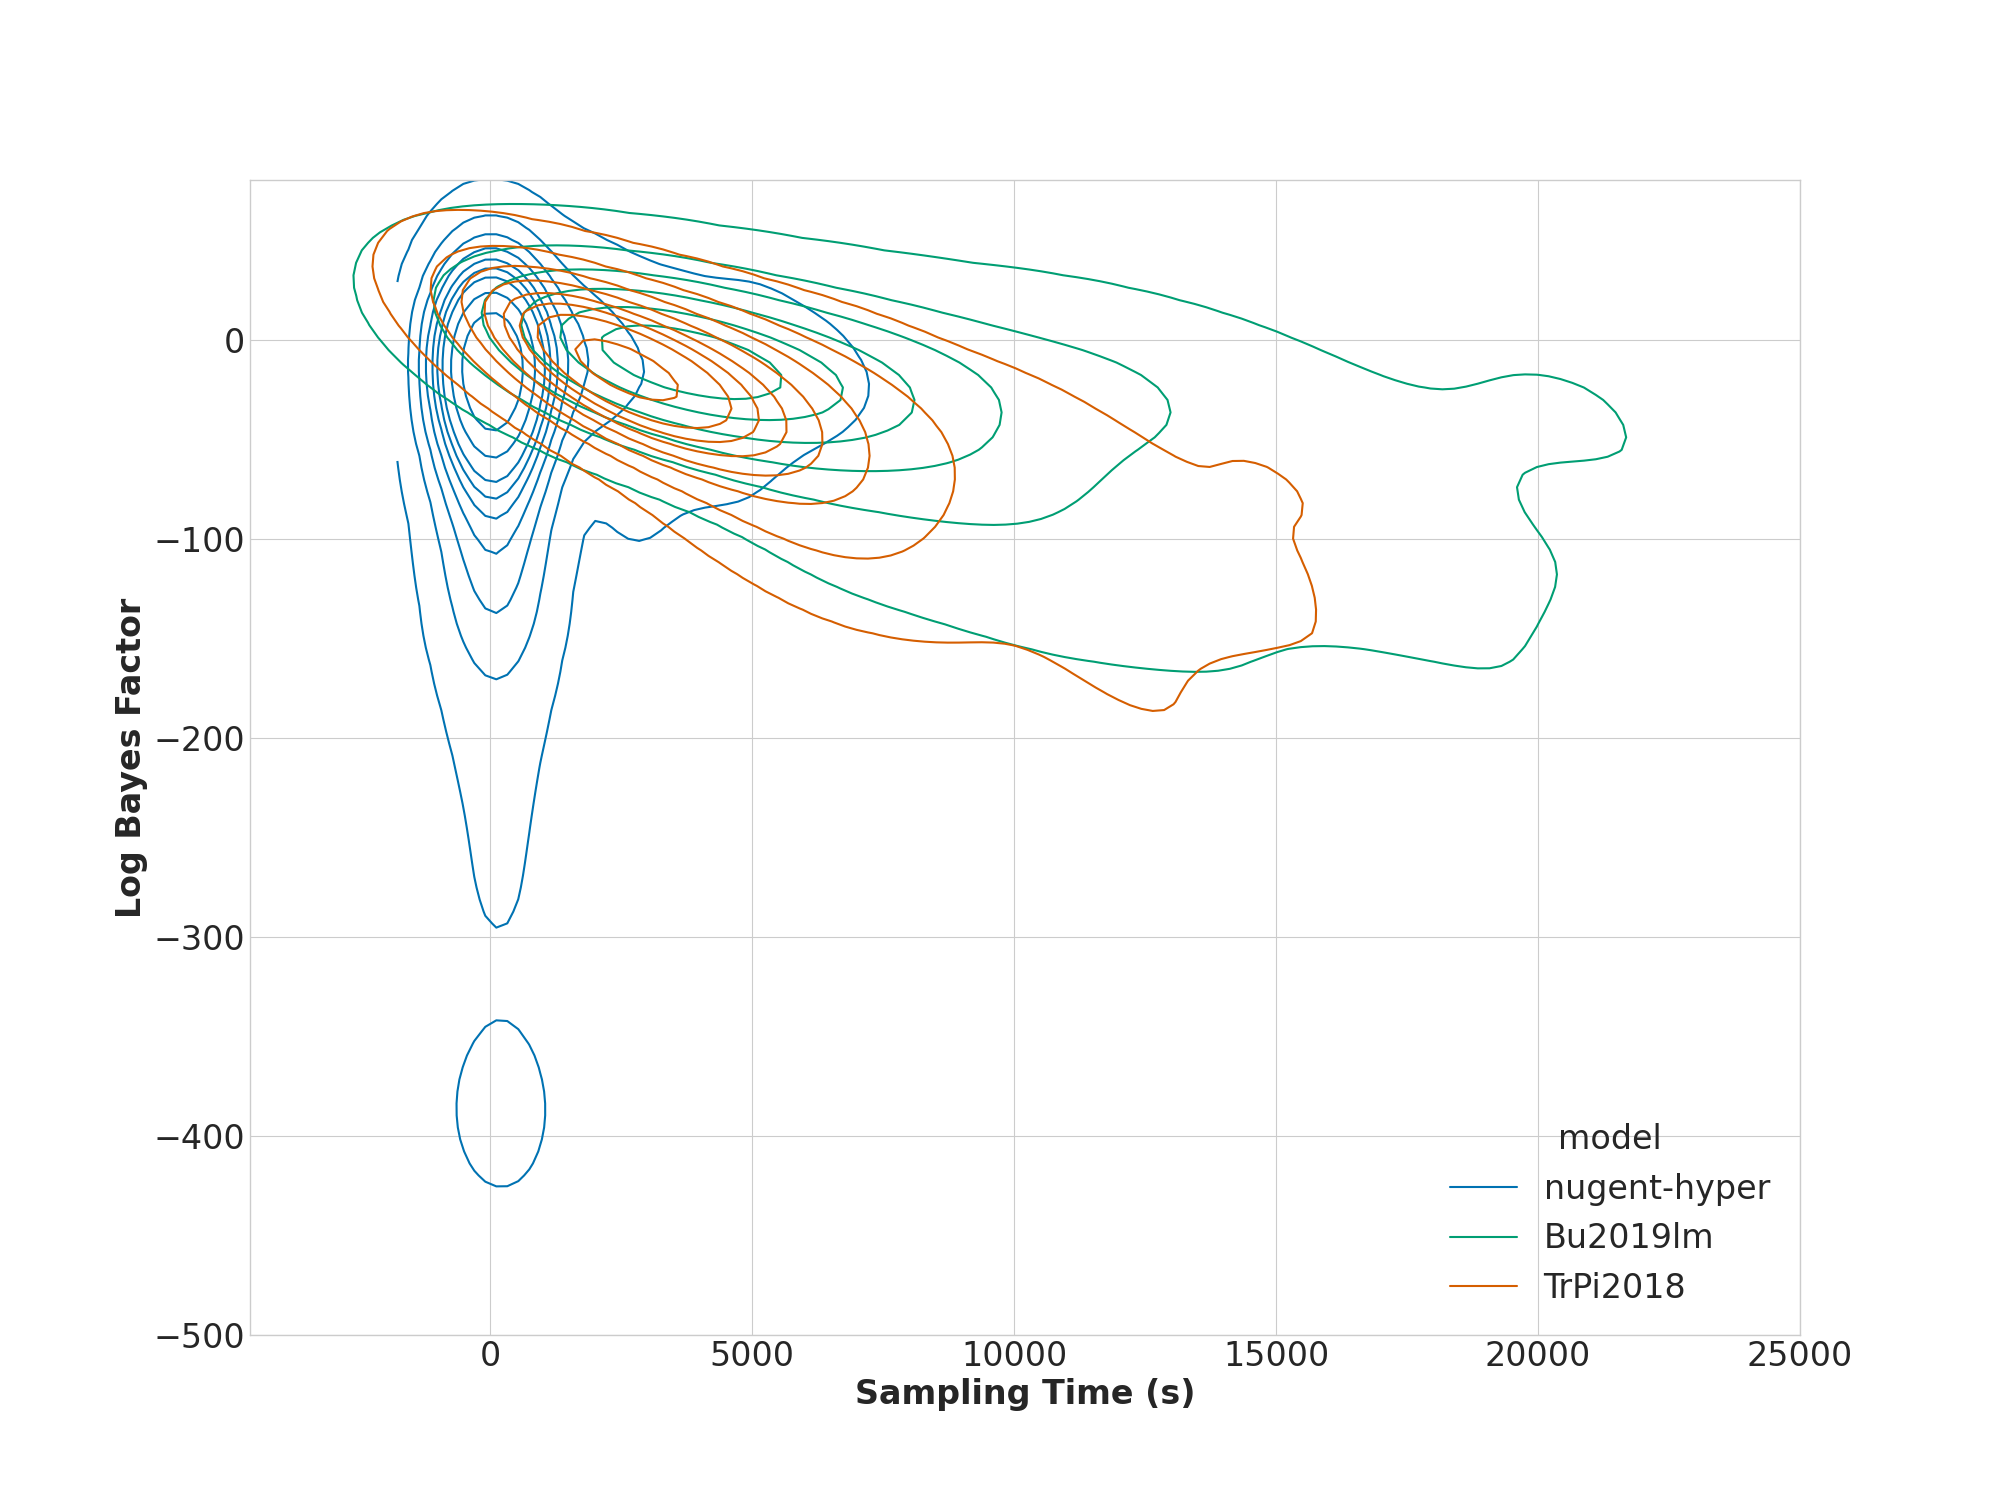 0
−100
−200
−300
−400
−500
Log Bayes Factor
0 5000 10000 15000 20000 25000
Sampling Time (s)
model
nugent-hyper
Bu2019lm
TrPi2018